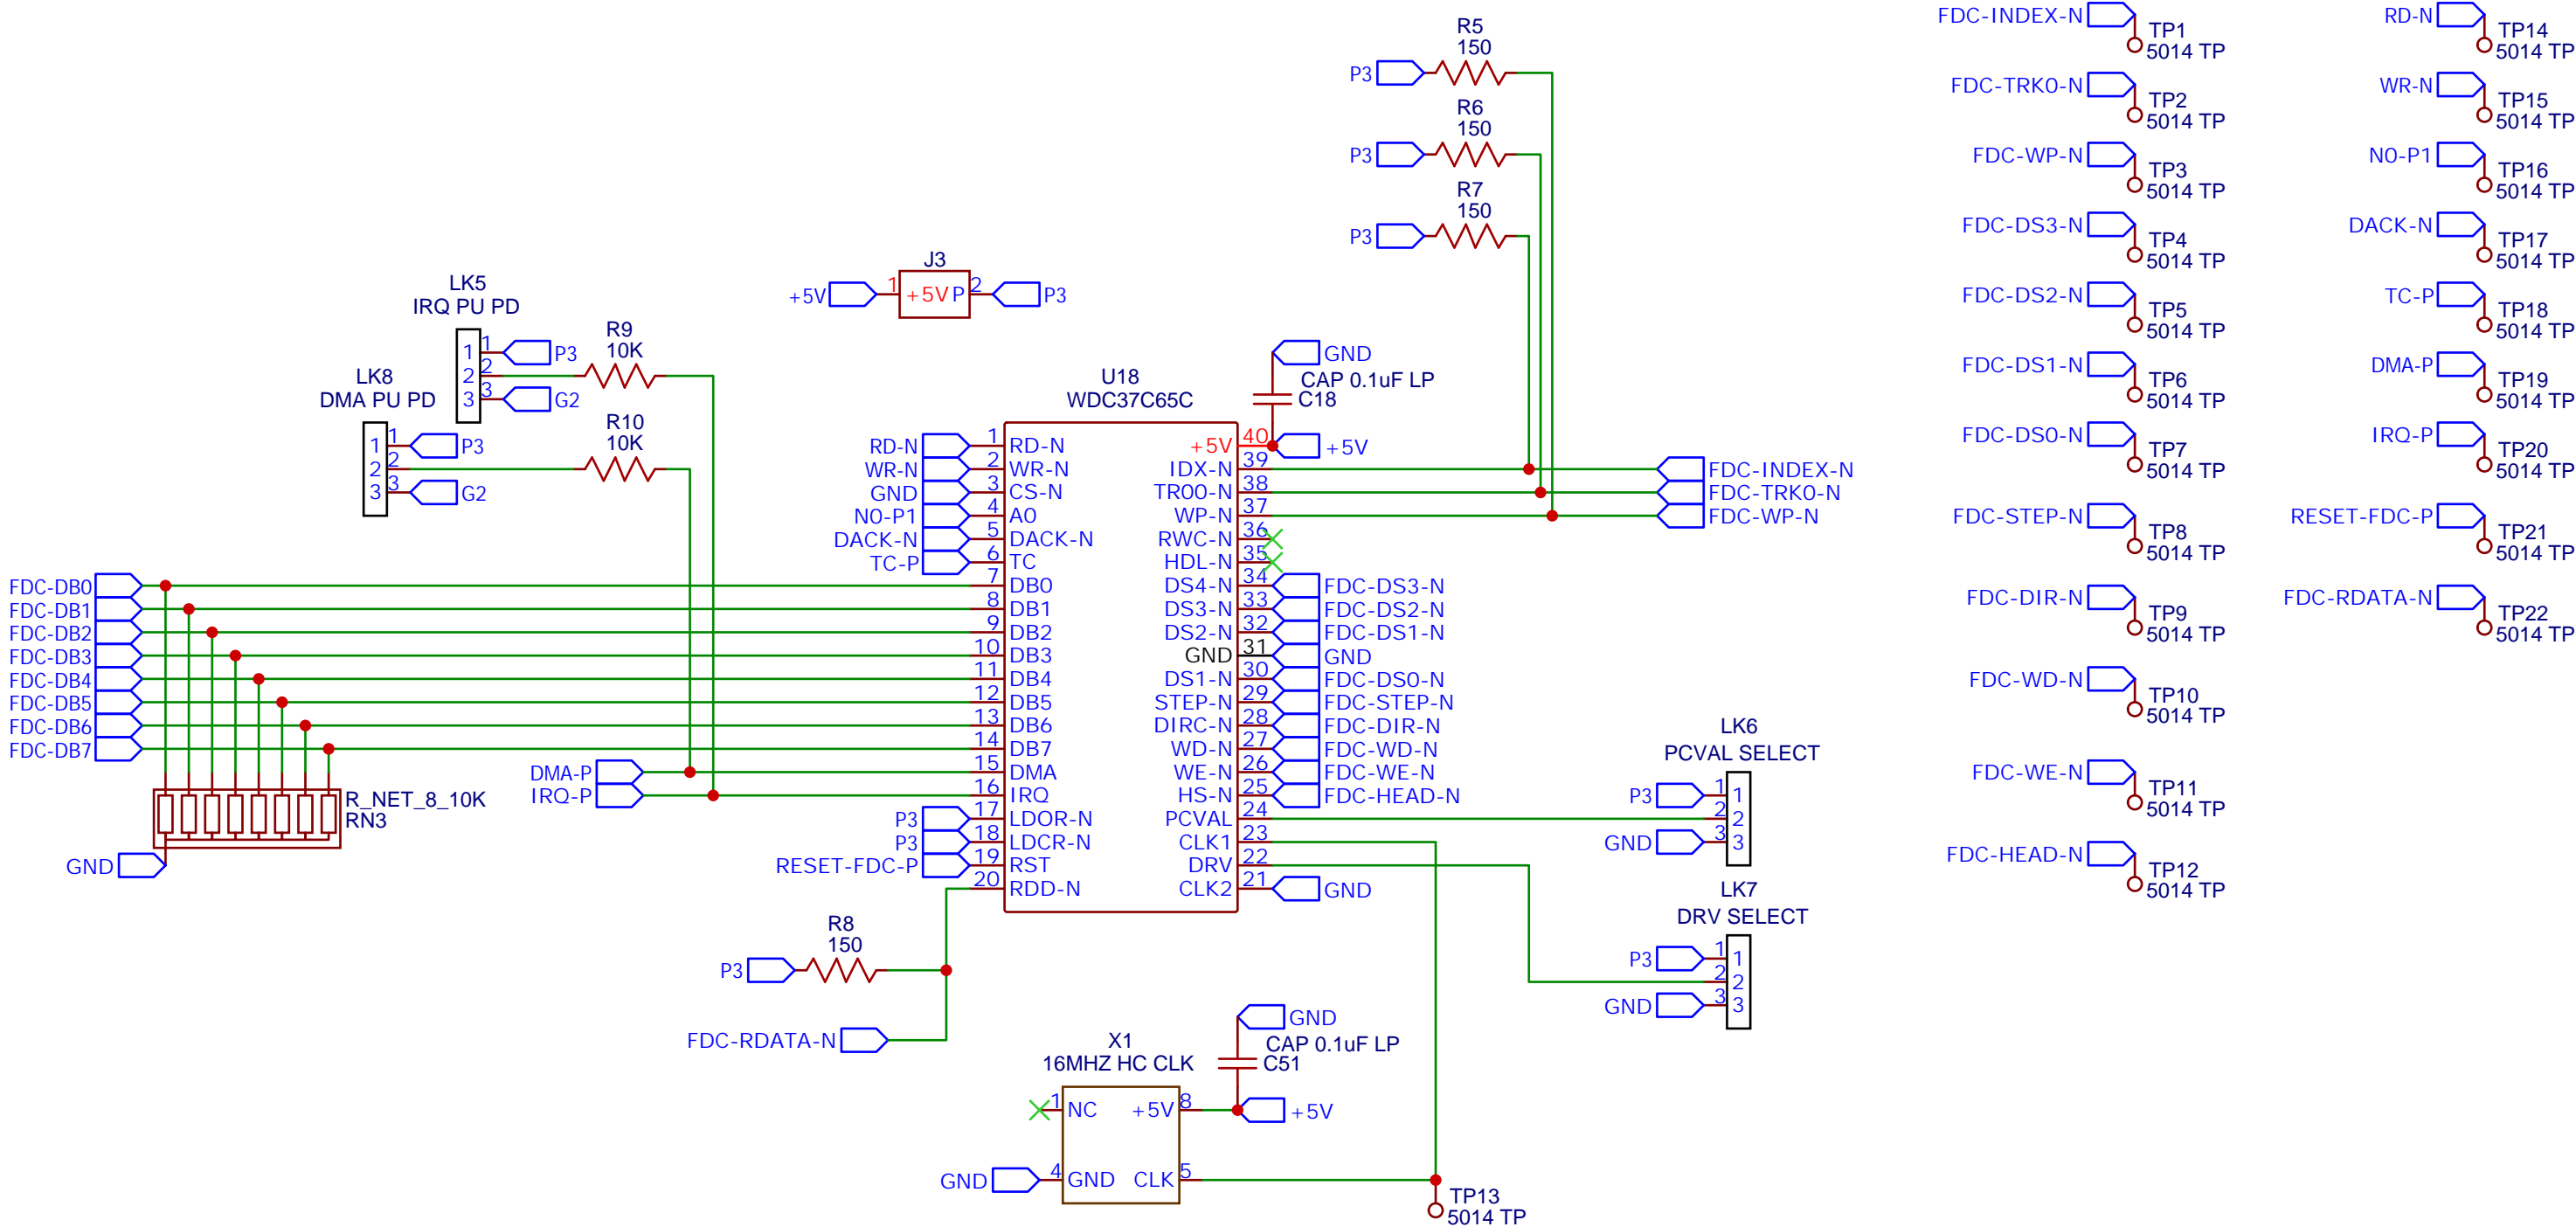 R5
150
P3
R6
150
P3
R7
150
P3
J3
+5V 1 +5V P 2 P3
LK5
IRQ PU PD
1 1 P3
2 2
3 3 G2
R9
10K
LK8
DMA PU PD
1 1 P3
2 2
3 3 G2
R10
10K
GND
CAP 0.1uF LP
C18
+5V
U18
WDC37C65C
RD-N 1 RD-N
WR-N 2 WR-N
GND 3 CS-N
N0-P1 4 A0
DACK-N 5 DACK-N
TC-P 6 TC
FDC-DB0 7 DB0
FDC-DB1 8 DB1
FDC-DB2 9 DB2
FDC-DB3 10 DB3
FDC-DB4 11 DB4
FDC-DB5 12 DB5
FDC-DB6 13 DB6
FDC-DB7 14 DB7
DMA-P 15 DMA
IRQ-P 16 IRQ
P3 17 LDOR-N
P3 18 LDCR-N
RESET-FDC-P 19 RST
20 RDD-N
+5V 40
IDX-N 39 FDC-INDEX-N
TR00-N 38 FDC-TRK0-N
WP-N 37 FDC-WP-N
RWC-N 36
HDL-N 35
DS4-N 34 FDC-DS3-N
DS3-N 33 FDC-DS2-N
DS2-N 32 FDC-DS1-N
GND 31 GND
DS1-N 30 FDC-DS0-N
STEP-N 29 FDC-STEP-N
DIRC-N 28 FDC-DIR-N
WD-N 27 FDC-WD-N
WE-N 26 FDC-WE-N
HS-N 25 FDC-HEAD-N
PCVAL 24
CLK1 23
DRV 22
CLK2 21 GND
R_NET_8_10K
RN3
GND
R8
150
P3
FDC-RDATA-N
LK6
PCVAL SELECT
P3 1 1
2 2
GND 3 3
LK7
DRV SELECT
P3 1 1
2 2
GND 3 3
GND
CAP 0.1uF LP
C51
+5V
X1
16MHZ HC CLK
1 NC +5V 8
GND 4 GND CLK 5
TP13
5014 TP
FDC-INDEX-N
TP1
5014 TP
FDC-TRK0-N
TP2
5014 TP
FDC-WP-N
TP3
5014 TP
FDC-DS3-N
TP4
5014 TP
FDC-DS2-N
TP5
5014 TP
FDC-DS1-N
TP6
5014 TP
FDC-DS0-N
TP7
5014 TP
FDC-STEP-N
TP8
5014 TP
FDC-DIR-N
TP9
5014 TP
FDC-WD-N
TP10
5014 TP
FDC-WE-N
TP11
5014 TP
FDC-HEAD-N
TP12
5014 TP
RD-N
TP14
5014 TP
WR-N
TP15
5014 TP
N0-P1
TP16
5014 TP
DACK-N
TP17
5014 TP
TC-P
TP18
5014 TP
DMA-P
TP19
5014 TP
IRQ-P
TP20
5014 TP
RESET-FDC-P
TP21
5014 TP
FDC-RDATA-N
TP22
5014 TP